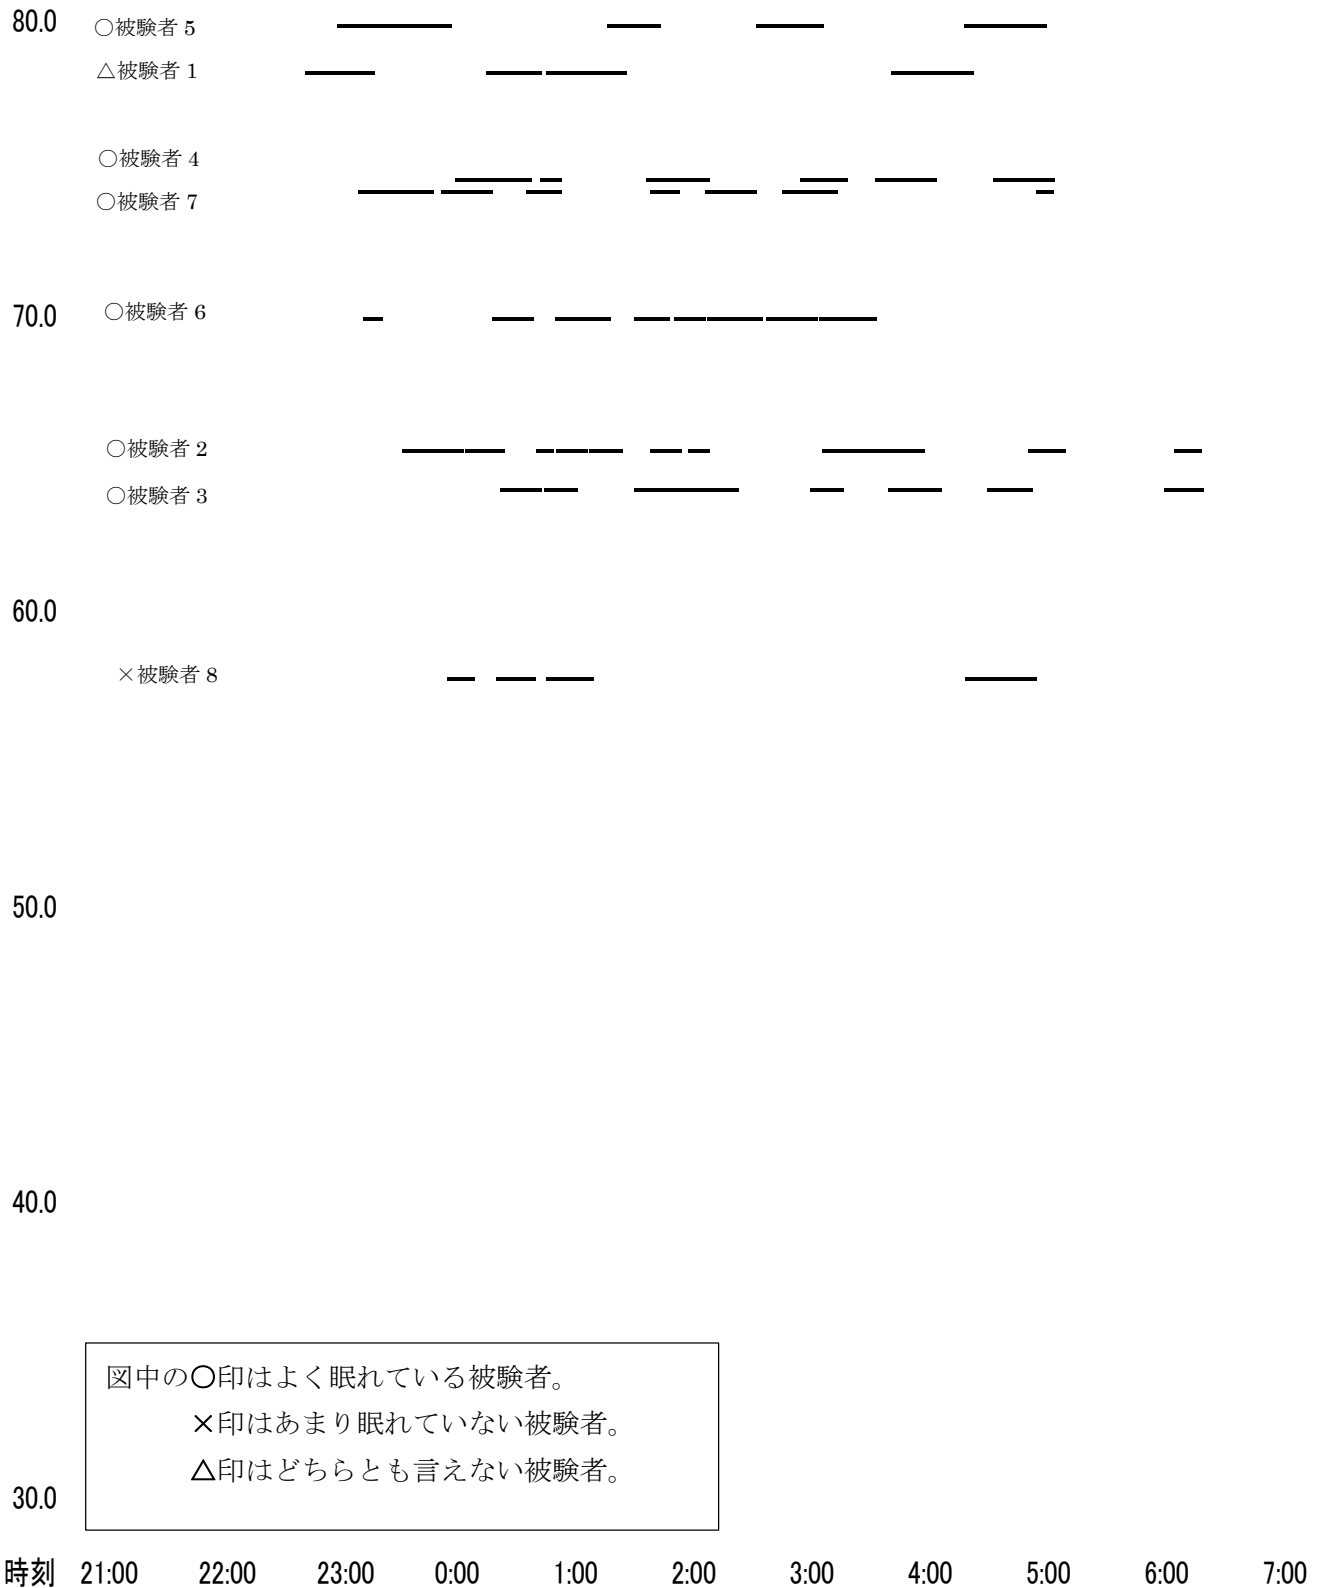 80.0
○被験者 5
△被験者 1
○被験者 4
○被験者 7
70.0
○被験者 6
○被験者 2
○被験者 3
60.0
×被験者 8
50.0
40.0
図中の○印はよく眠れている被験者。
×印はあまり眠れていない被験者。
△印はどちらとも言えない被験者。
30.0
時刻 21:00 22:00 23:00 0:00 1:00 2:00 3:00 4:00 5:00 6:00 7:00